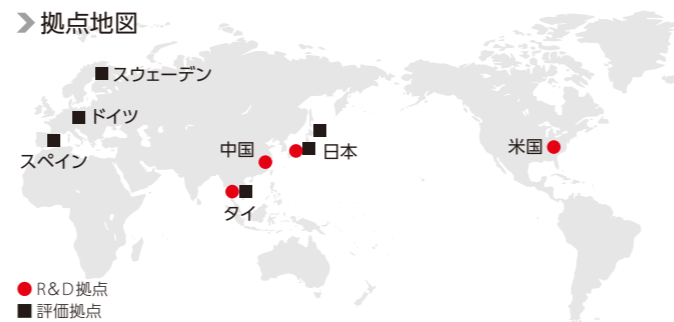 拠点地図
スウェーデン
ドイツ
スペイン
中国
日本
米国
タイ
R&D拠点
評価拠点